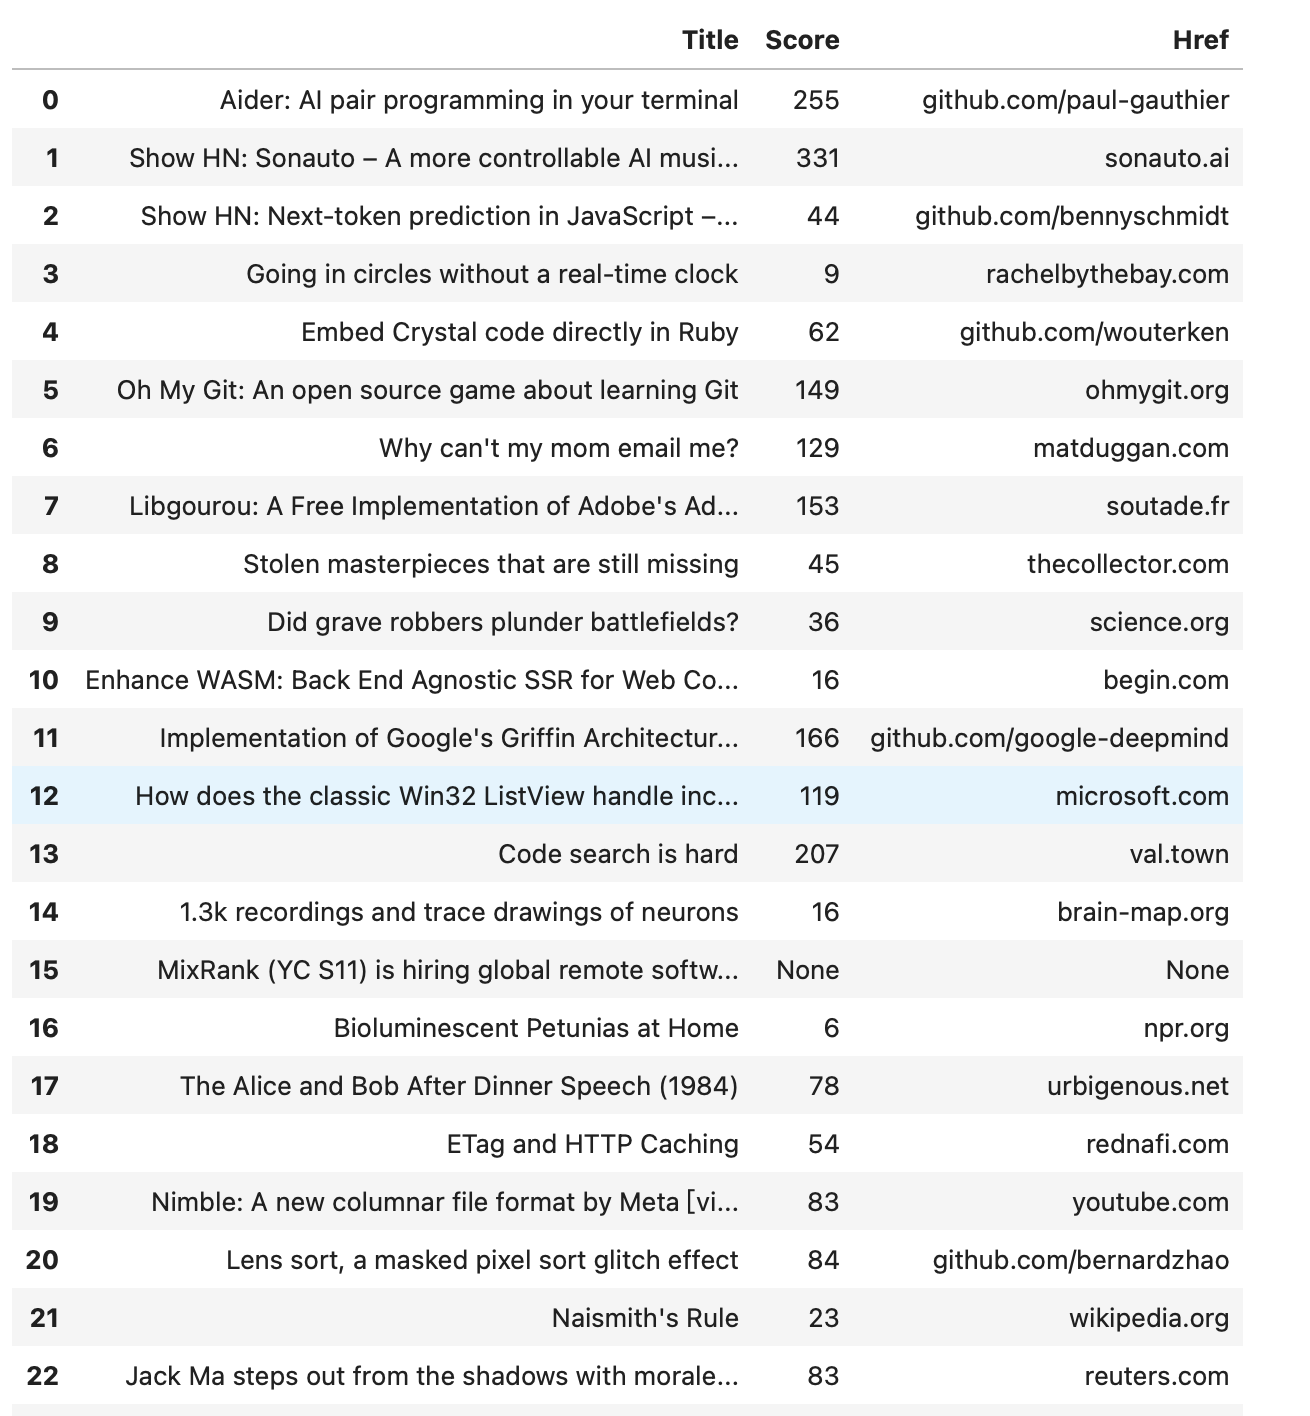 Title Score Href
0 Aider: AI pair programming in your terminal 255 github.com/paul-gauthier
1 Show HN: Sonauto – A more controllable AI musi... 331 sonauto.ai
2 Show HN: Next-token prediction in JavaScript –... 44 github.com/bennyschmidt
3 Going in circles without a real-time clock 9 rachelbythebay.com
4 Embed Crystal code directly in Ruby 62 github.com/wouterken
5 Oh My Git: An open source game about learning Git 149 ohmygit.org
6 Why can't my mom email me? 129 matduggan.com
7 Libgourou: A Free Implementation of Adobe's Ad... 153 soutade.fr
8 Stolen masterpieces that are still missing 45 thecollector.com
9 Did grave robbers plunder battlefields? 36 science.org
10 Enhance WASM: Back End Agnostic SSR for Web Co... 16 begin.com
11 Implementation of Google's Griffin Architectur... 166 github.com/google-deepmind
12 How does the classic Win32 ListView handle inc... 119 microsoft.com
13 Code search is hard 207 val.town
14 1.3k recordings and trace drawings of neurons 16 brain-map.org
15 MixRank (YC S11) is hiring global remote softw... None None
16 Bioluminescent Petunias at Home 6 npr.org
17 The Alice and Bob After Dinner Speech (1984) 78 urbigenous.net
18 ETag and HTTP Caching 54 rednafi.com
19 Nimble: A new columnar file format by Meta [vi... 83 youtube.com
20 Lens sort, a masked pixel sort glitch effect 84 github.com/bernardzhao
21 Naismith's Rule 23 wikipedia.org
22 Jack Ma steps out from the shadows with morale... 83 reuters.com